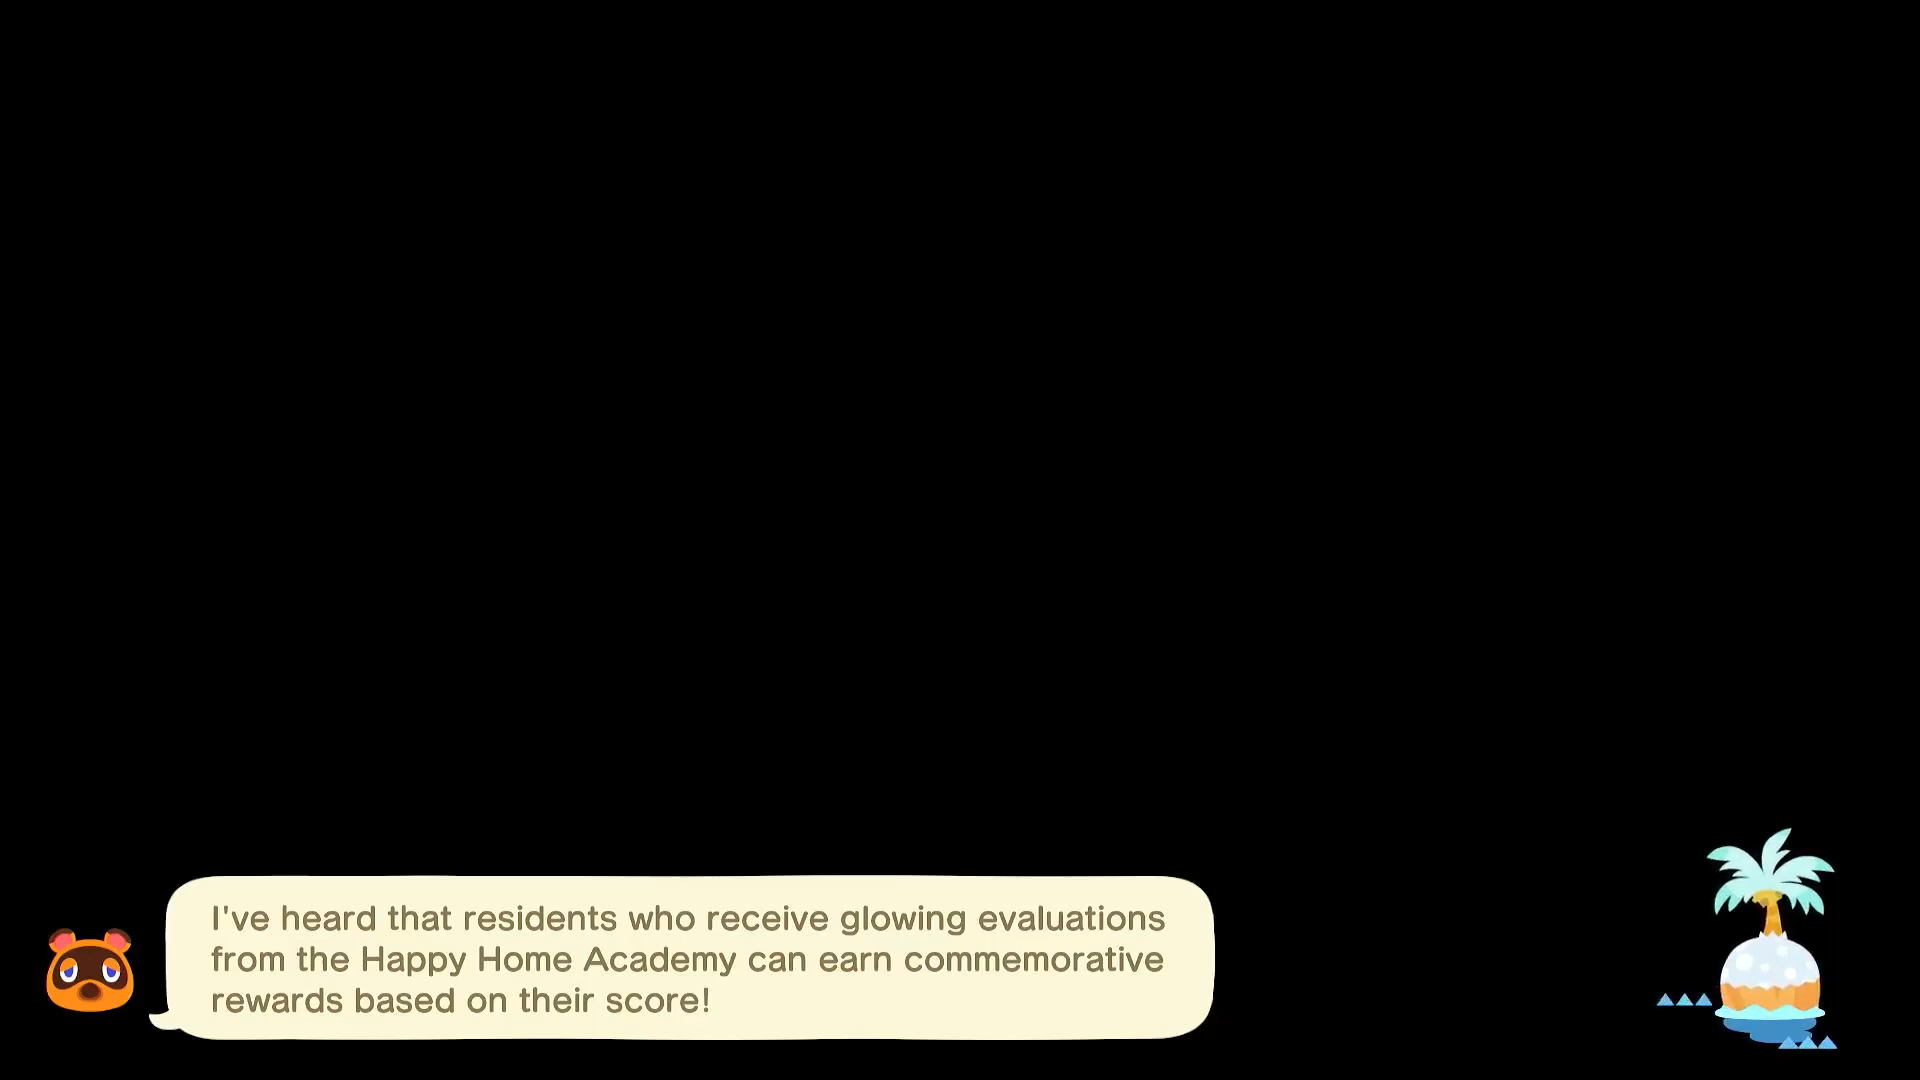 I've heard that residents who receive glowing evaluations
from the Happy Home Academy can earn commemorative
rewards based on their score!